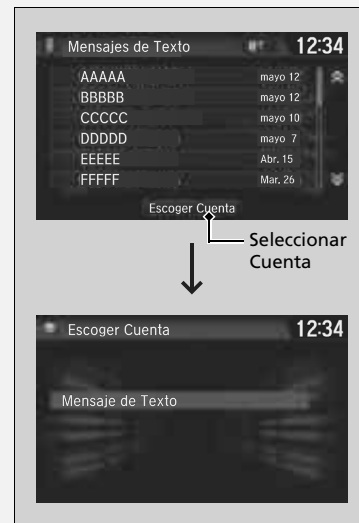 Mensajes de Texto 12:34
AAAAA mayo 12
BBBBB mayo 12
CCCCC mayo 10
DDDDD mayo 7
EEEEE Abr. 15
FFFFF Mar. 26
Escoger Cuenta
Seleccionar
Cuenta
Escoger Cuenta 12:34
Mensaje de Texto